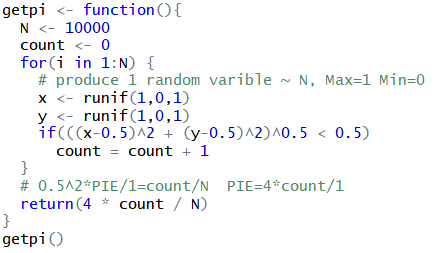 getpi <- function(){
  N <- 10000
  count <- 0
  for(i in 1:N) {
    # produce 1 random varible ~ N, Max=1 Min=0
    x <- runif(1,0,1)
    y <- runif(1,0,1)
    if(((x-0.5)^2 + (y-0.5)^2)^0.5 < 0.5)
      count = count + 1
  }
  # 0.5^2*PIE/1=count/N  PIE=4*count/1
  return(4 * count / N)
}
getpi()